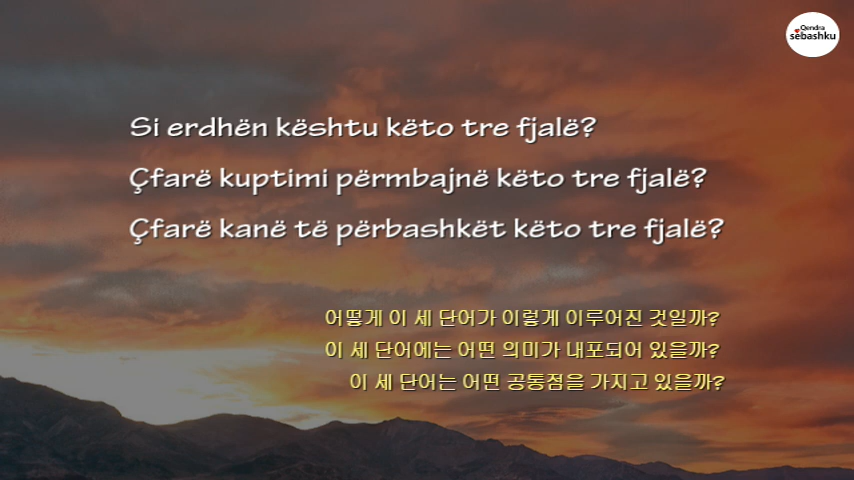 Qendra
sëbashku
Si erdhën kështu këto tre fjalë?
Çfarë kuptimi përmbajnë këto tre fjalë?
Çfarë kanë të përbashkët këto tre fjalë?
어떻게 이 세 단어가 이렇게 이루어진 것일까?
이 세 단어에는 어떤 의미가 내포되어 있을까?
이 세 단어는 어떤 공통점을 가지고 있을까?